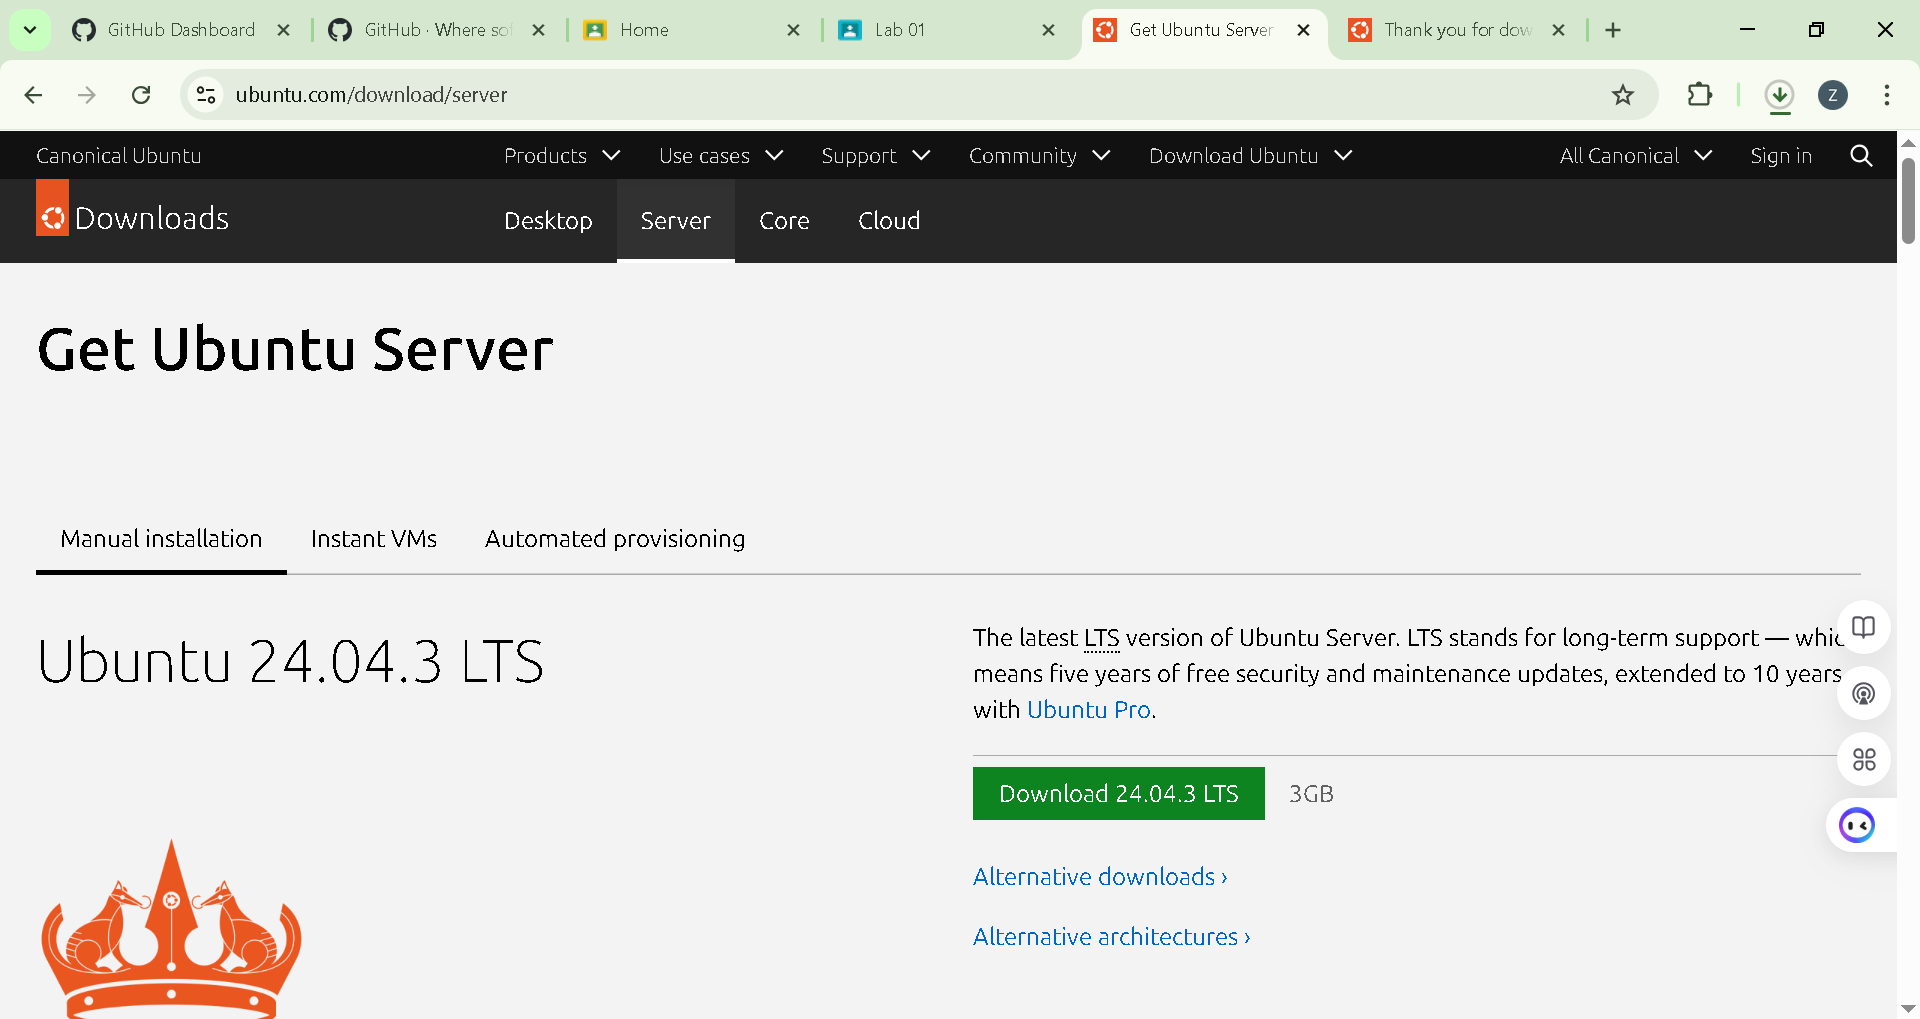 GitHub Dashboard
GitHub · Where sof
Home
Lab 01
Get Ubuntu Server
Thank you for dow
ubuntu.com/download/server
Z
Canonical Ubuntu
Products
Use cases
Support
Community
Download Ubuntu
All Canonical
Sign in
Downloads
Desktop
Server
Core
Cloud
Get Ubuntu Server
Manual installation
Instant VMs
Automated provisioning
Ubuntu 24.04.3 LTS
The latest LTS version of Ubuntu Server. LTS stands for long-term support — whic
means five years of free security and maintenance updates, extended to 10 years
with Ubuntu Pro.
Download 24.04.3 LTS
3GB
Alternative downloads ›
Alternative architectures ›